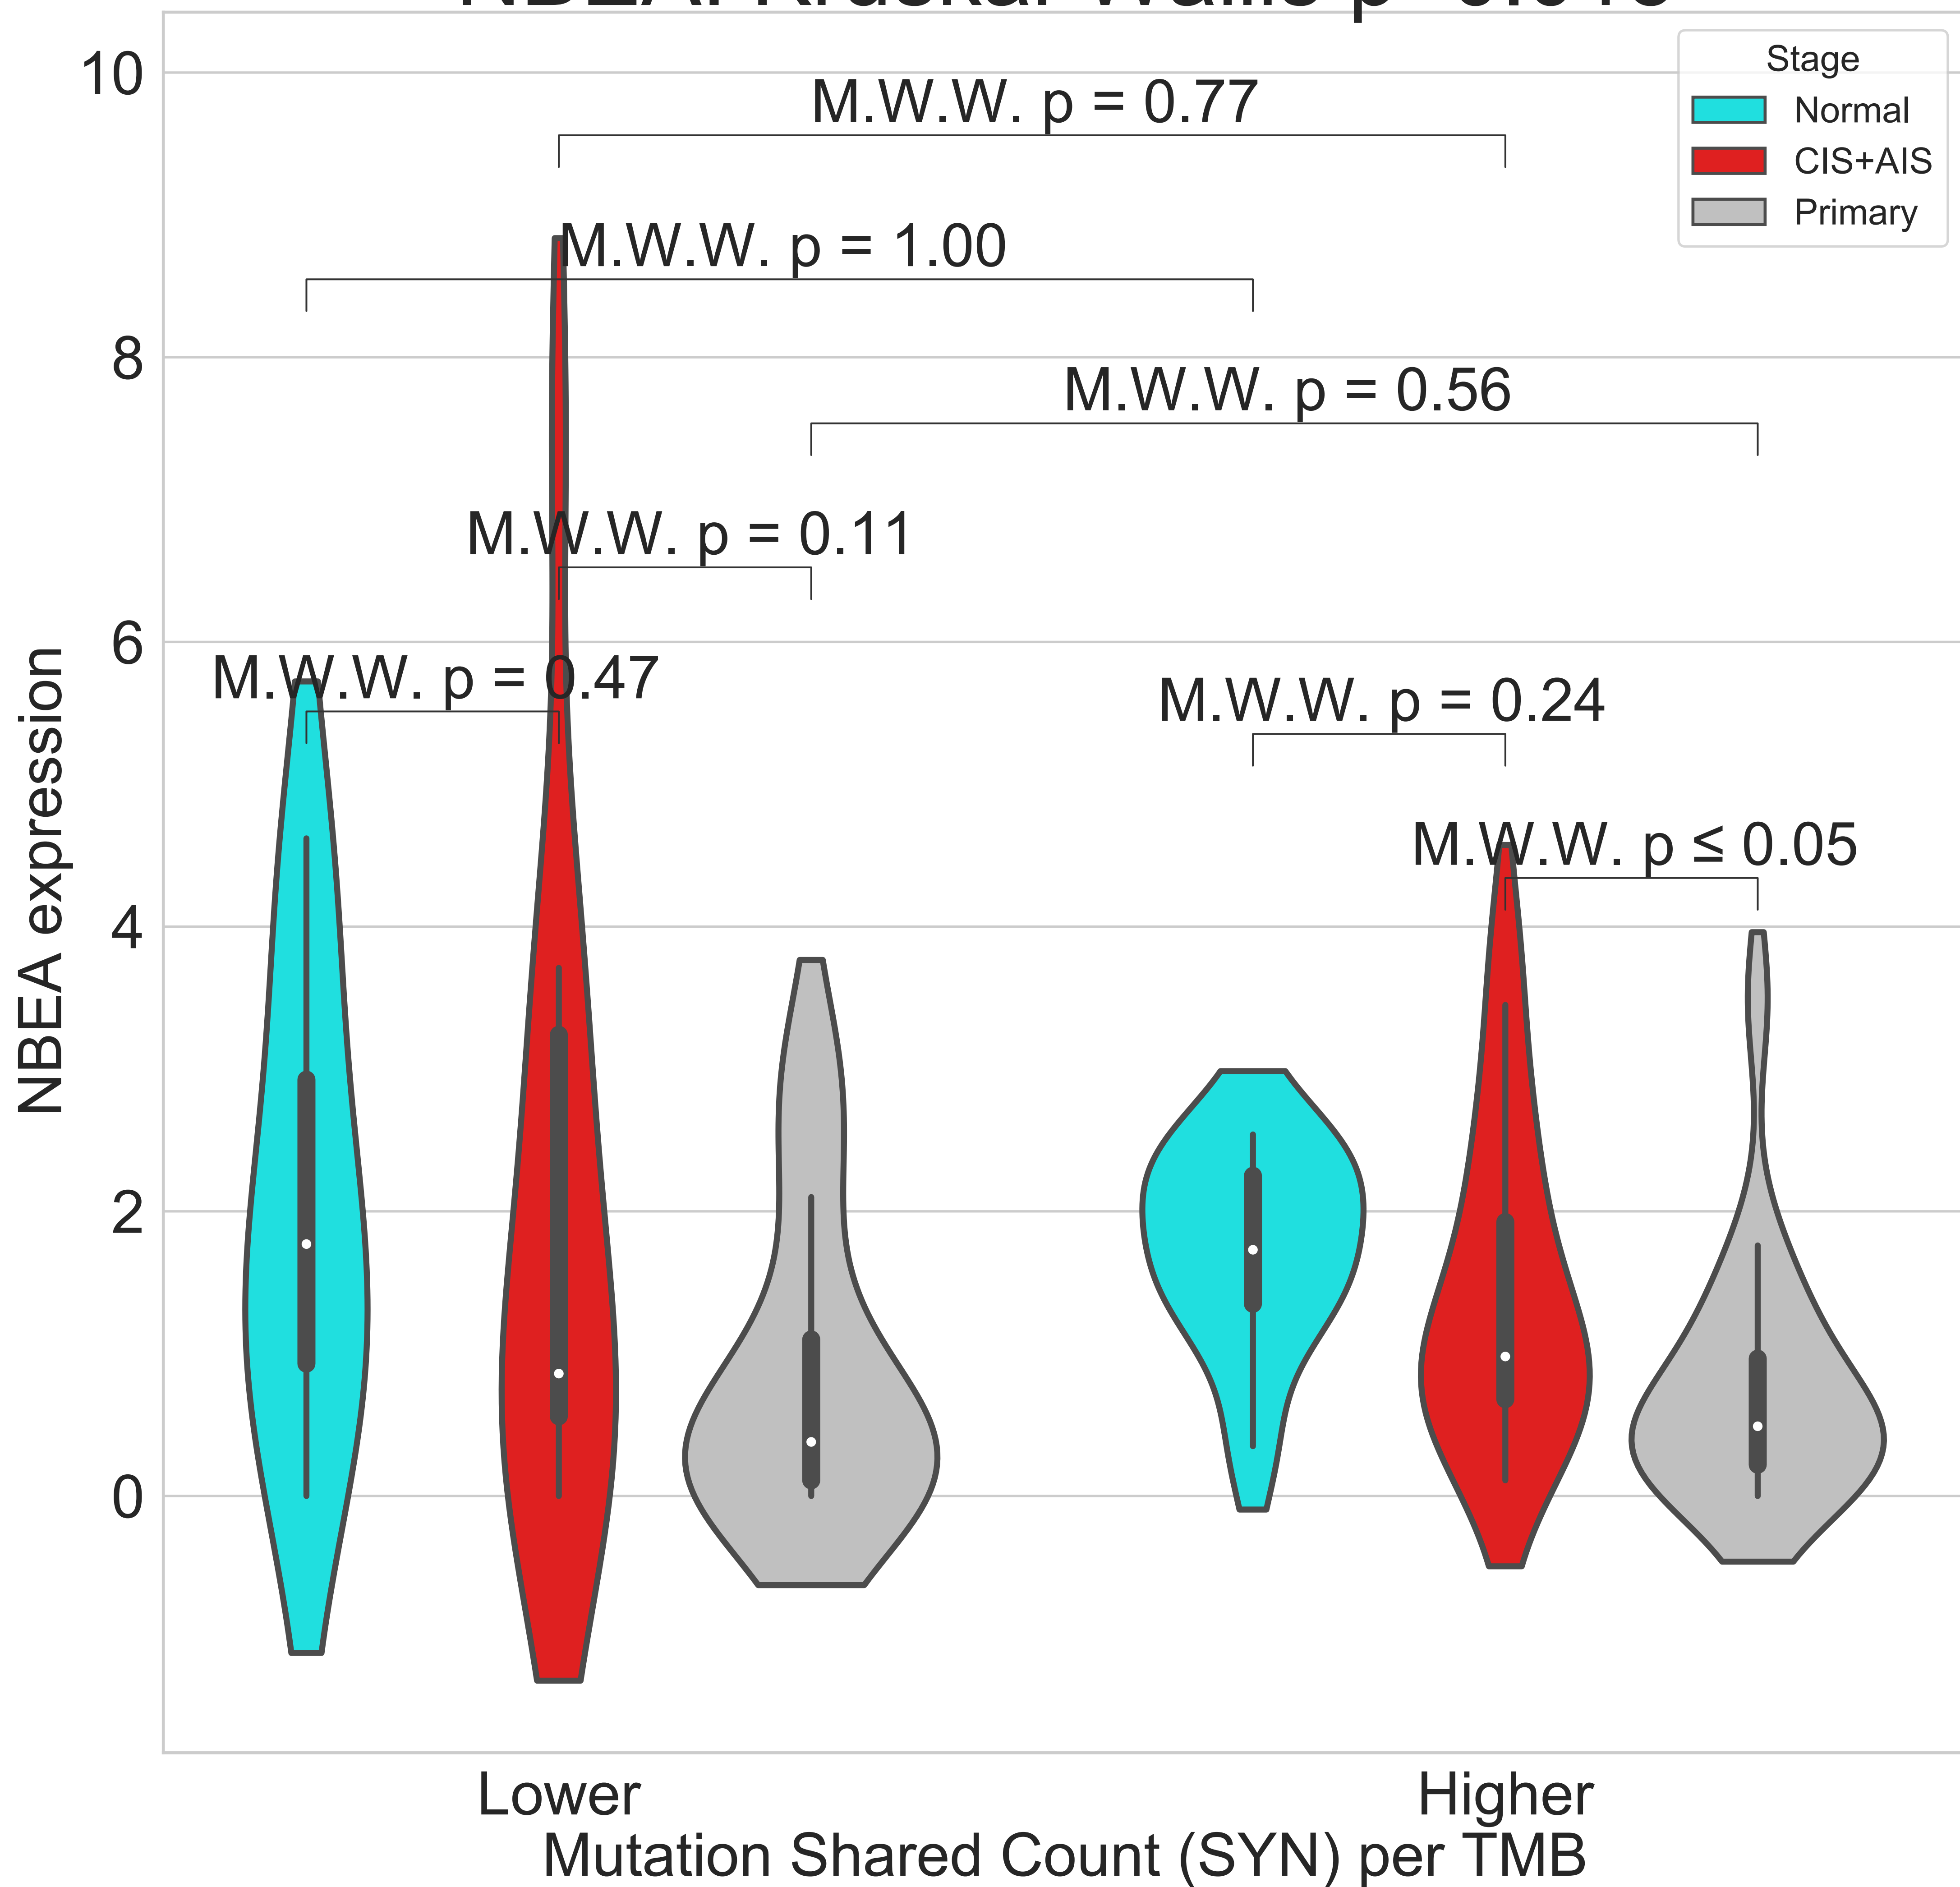 10
8
6
4
2
0
NBEA expression
M.W.W. p = 0.77
M.W.W. p = 1.00
M.W.W. p = 0.56
M.W.W. p = 0.11
M.W.W. p = 0.47
M.W.W. p = 0.24
M.W.W. p ≤ 0.05
Stage
Normal
CIS+AIS
Primary
Lower
Higher
Mutation Shared Count (SYN) per TMB